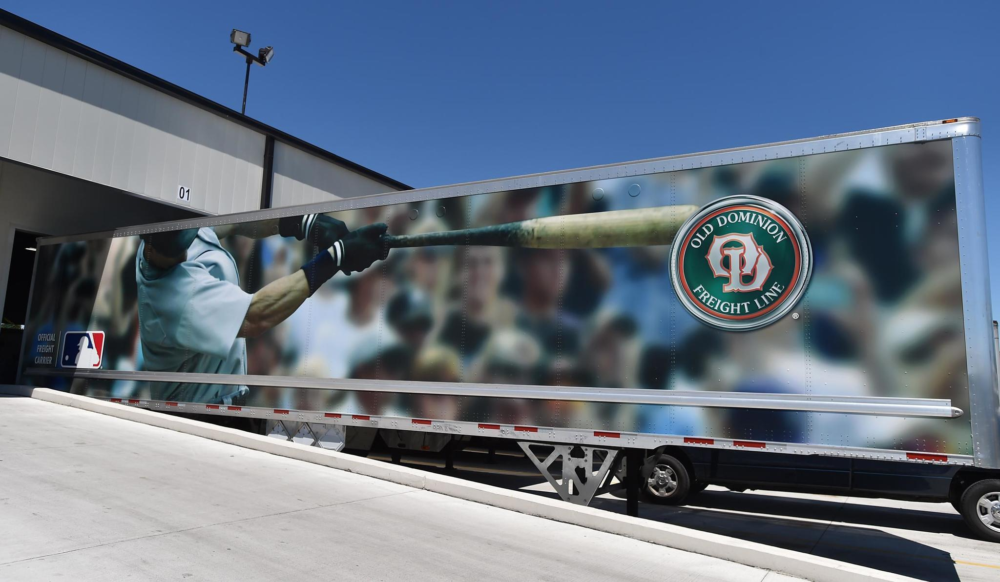 01
OLD DOMINION
OD
FREIGHT LINE
®
OFFICIAL
FREIGHT
CARRIER